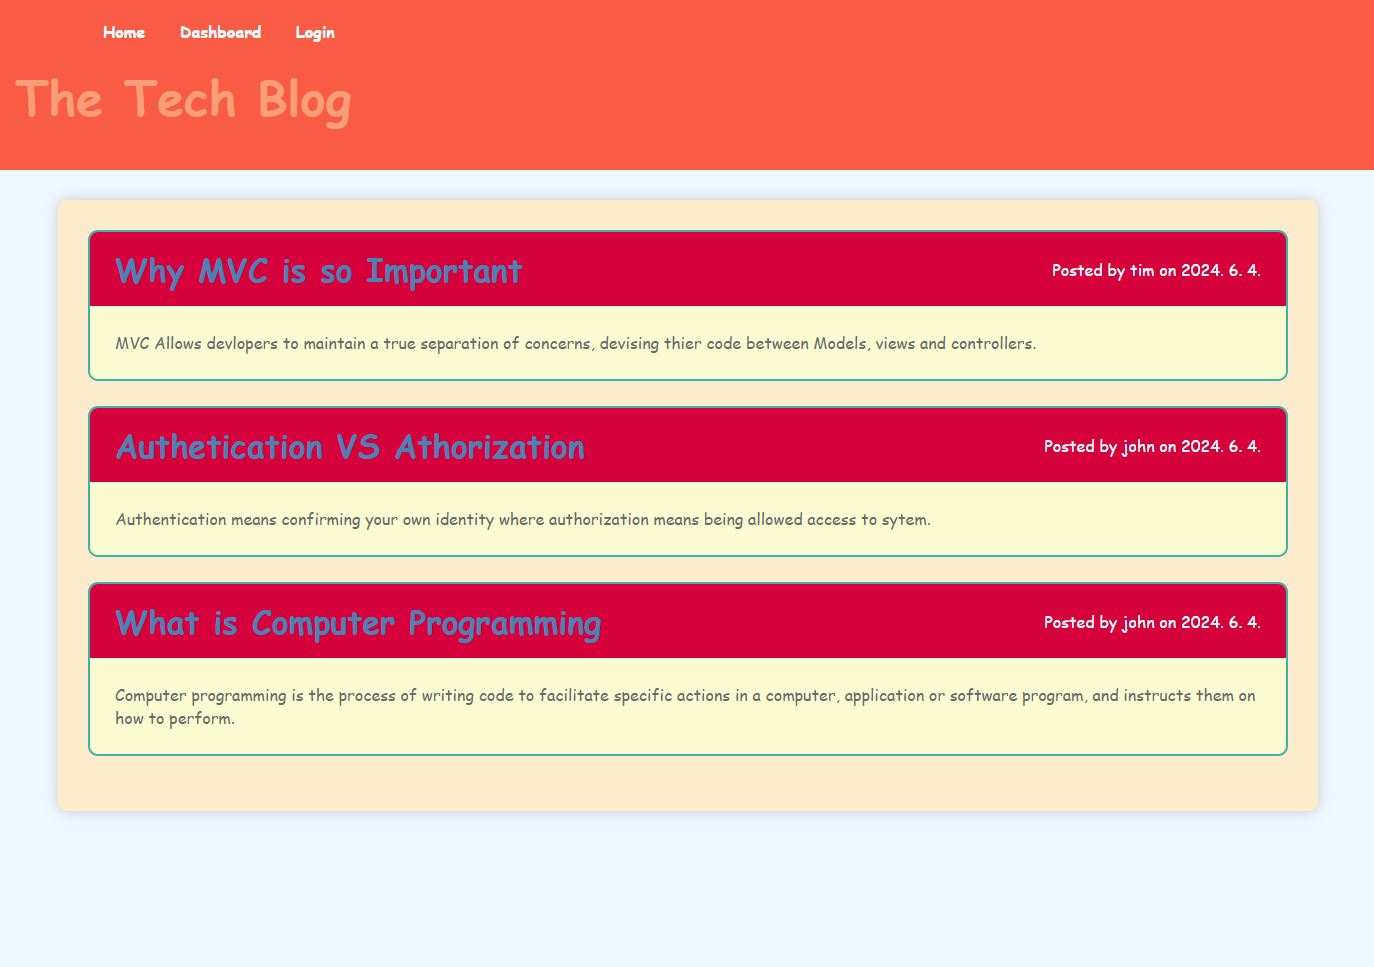 Home Dashboard Login
The Tech Blog
Why MVC is so Important
Posted by tim on 2024. 6. 4.
MVC Allows devlopers to maintain a true separation of concerns, devising thier code between Models, views and controllers.
Authetication VS Athorization
Posted by john on 2024. 6. 4.
Authentication means confirming your own identity where authorization means being allowed access to sytem.
What is Computer Programming
Posted by john on 2024. 6. 4.
Computer programming is the process of writing code to facilitate specific actions in a computer, application or software program, and instructs them on
how to perform.